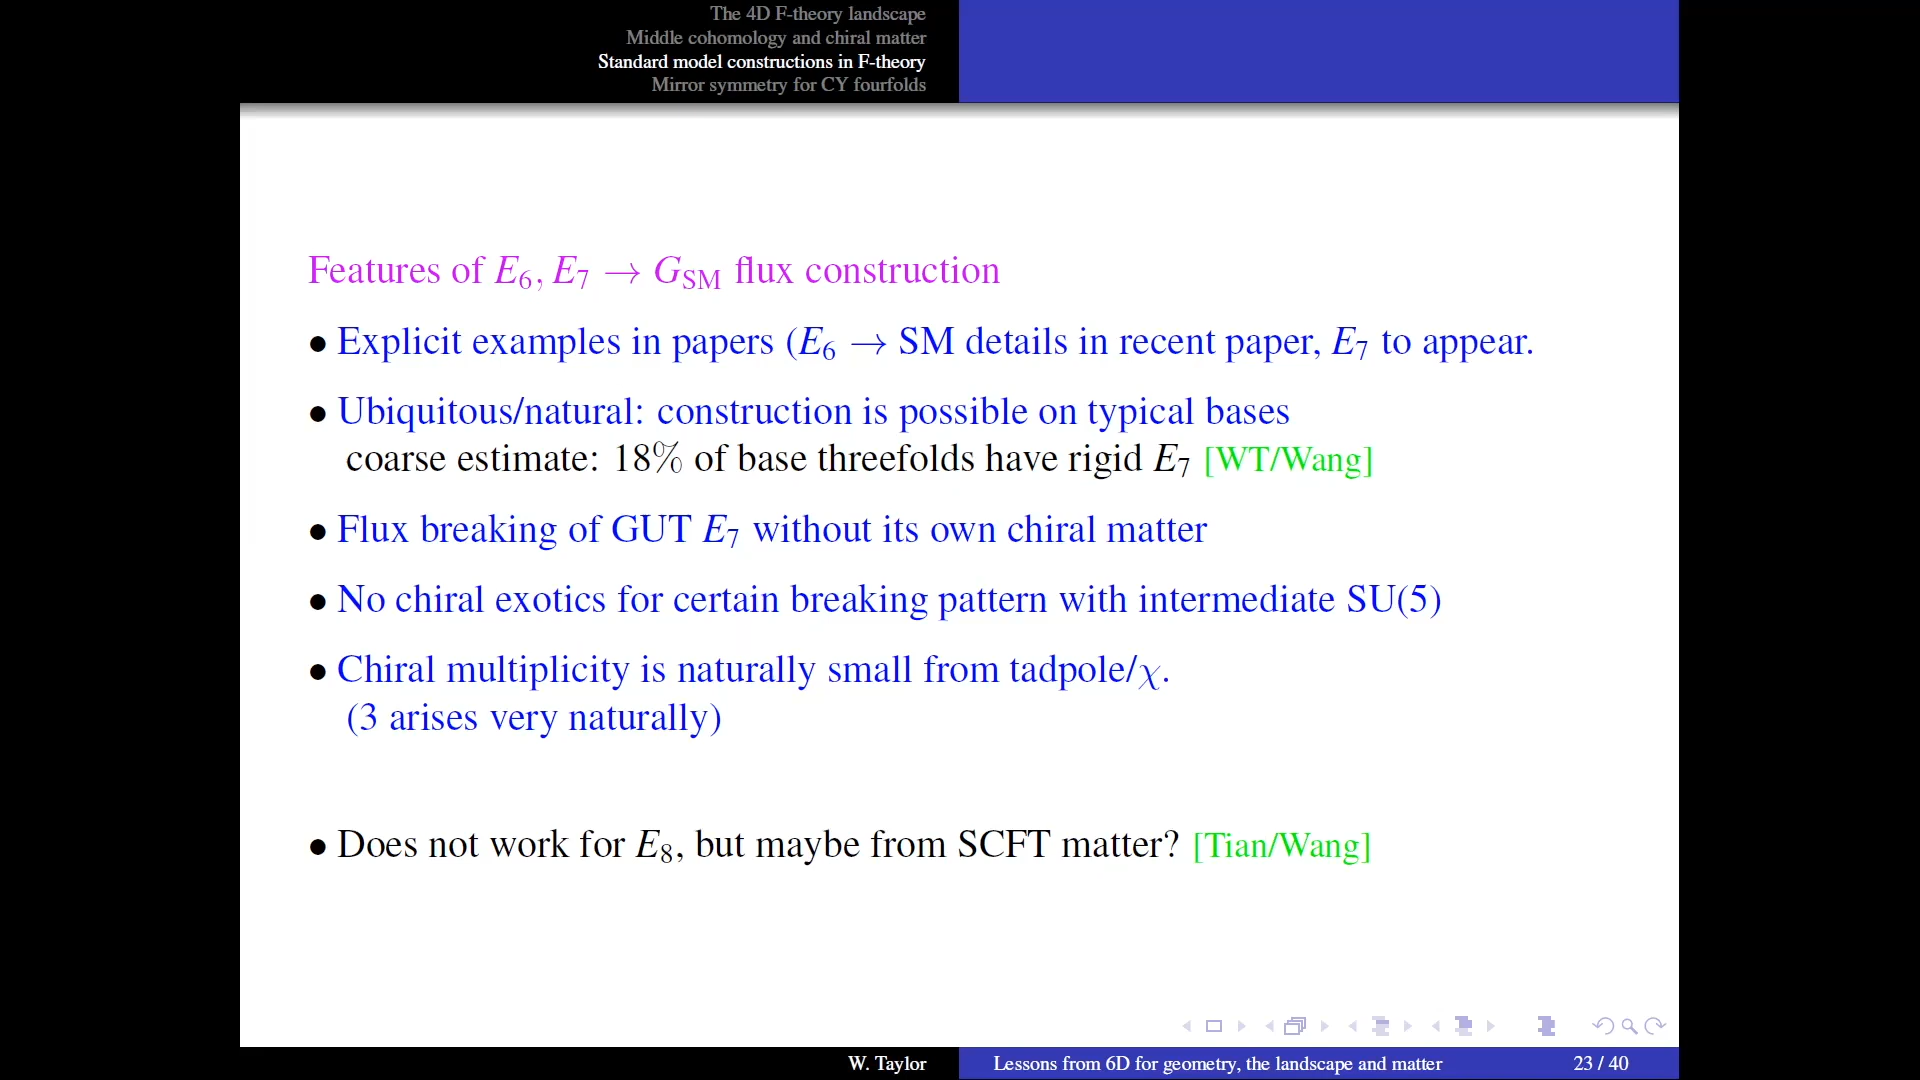 The 4D F-theory landscape
Middle cohomology and chiral matter
Standard model constructions in F-theory
Mirror symmetry for CY fourfolds
Features of E₆, E₇ → G_SM flux construction
• Explicit examples in papers (E₆ → SM details in recent paper, E₇ to appear.
• Ubiquitous/natural: construction is possible on typical bases
coarse estimate: 18% of base threefolds have rigid E₇ [WT/Wang]
• Flux breaking of GUT E₇ without its own chiral matter
• No chiral exotics for certain breaking pattern with intermediate SU(5)
• Chiral multiplicity is naturally small from tadpole/χ.
(3 arises very naturally)
• Does not work for E₈, but maybe from SCFT matter? [Tian/Wang]
W. Taylor
Lessons from 6D for geometry, the landscape and matter
23 / 40